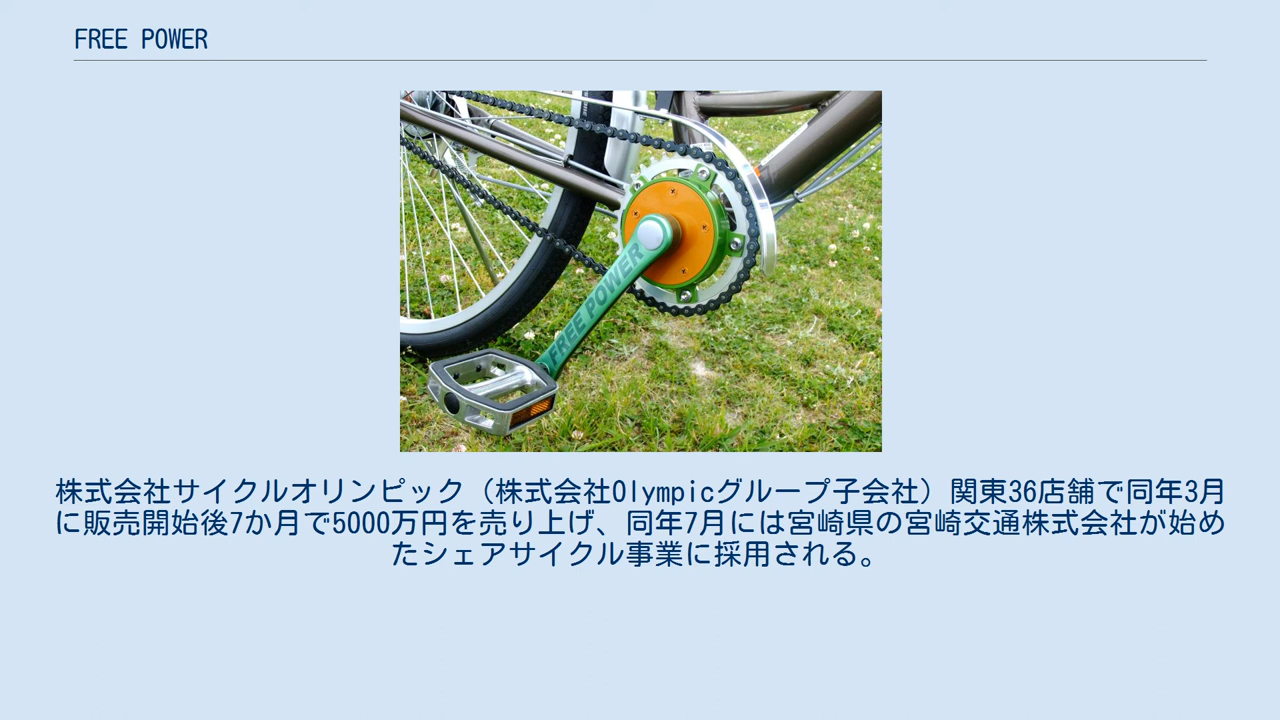 FREE POWER
FREE POWER
株式会社サイクルオリンピック（株式会社Olympicグループ子会社）関東36店舗で同年3月
に販売開始後7か月で5000万円を売り上げ、同年7月には宮崎県の宮崎交通株式会社が始め
たシェアサイクル事業に採用される。